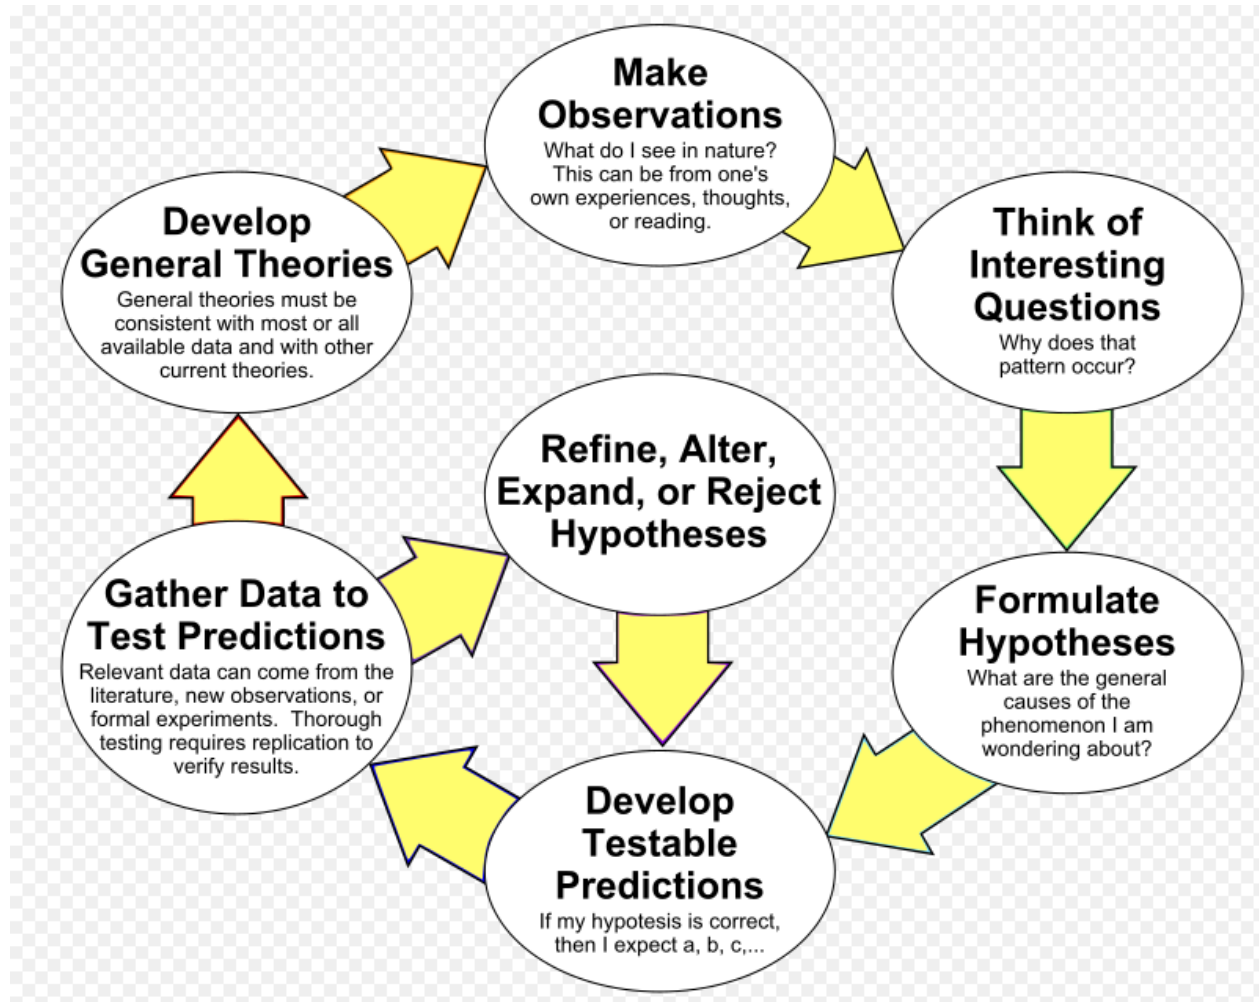 Make
Observations
What do I see in nature?
This can be from one's
own experiences, thoughts,
or reading.
Think of
Interesting
Questions
Why does that
pattern occur?
Formulate
Hypotheses
What are the general
causes of the
phenomenon I am
wondering about?
Develop
Testable
Predictions
If my hypotesis is correct,
then I expect a, b, c,...
Gather Data to
Test Predictions
Relevant data can come from the
literature, new observations, or
formal experiments. Thorough
testing requires replication to
verify results.
Refine, Alter,
Expand, or Reject
Hypotheses
Develop
General Theories
General theories must be
consistent with most or all
available data and with other
current theories.